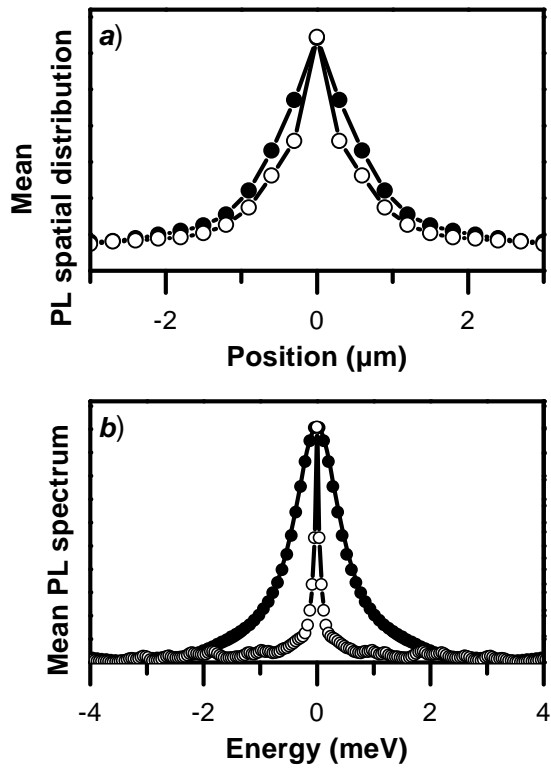 a)
Mean
PL spatial distribution
-2 0 2
Position (µm)
b)
Mean PL spectrum
-4 -2 0 2 4
Energy (meV)